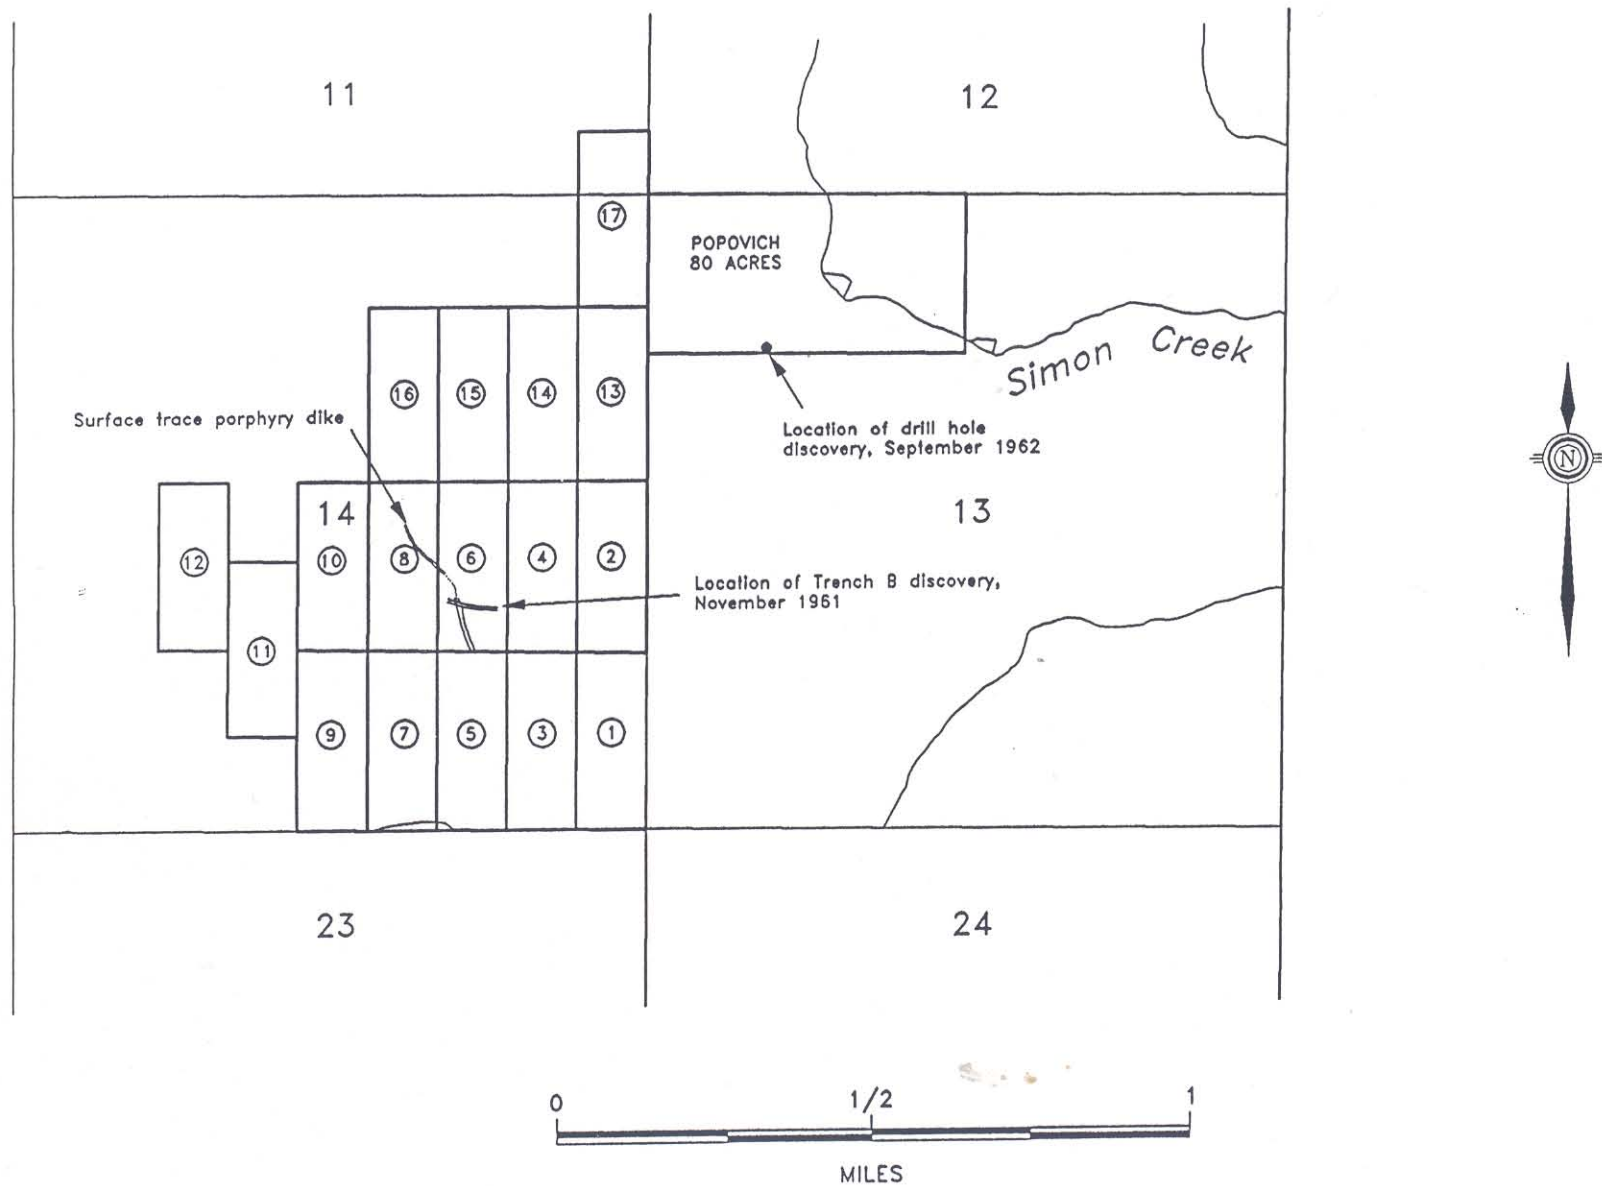 11
12
17
POPOVICH
80 ACRES
Simon Creek
16
15
14
13
Surface trace porphyry dike
Location of drill hole
discovery, September 1962
N
14
13
12
10
8
6
4
2
Location of Trench B discovery,
November 1961
11
9
7
5
3
1
23
24
0
1/2
1
MILES